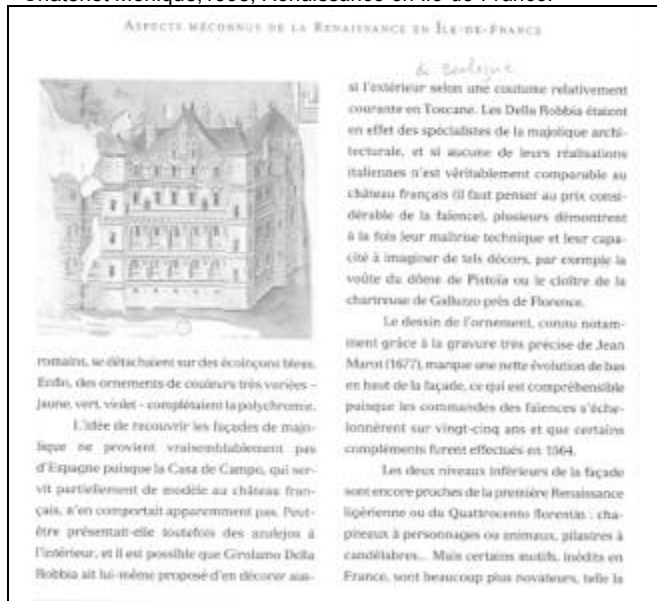 Chatenet Monique,1998, Renaissance en Ile-de-France.
ASPECTS MÉCONNUS DE LA RENAISSANCE EN ÎLE-DE-FRANCE
romains, se détachaient sur des écoinçons bleus.
Enfin, des ornements de couleurs très variées –
jaune, vert, violet – complétaient la polychromie.
L'idée de recouvrir les façades de majo-
lique ne provient vraisemblablement pas
d'Espagne puisque la Casa de Campo, qui ser-
vit partiellement de modèle au château fran-
çais, n'en comportait apparemment pas. Peut-
être présentait-elle toutefois des azulejos à
l'intérieur, et il est possible que Girolamo Della
Robbia ait lui-même proposé d'en décorer aus-
de
si l'extérieur selon une coutume relativement
courante en Toscane. Les Della Robbia étaient
en effet des spécialistes de la majolique archi-
tecturale, et si aucune de leurs réalisations
italiennes n'est véritablement comparable au
château français (il faut penser au prix consi-
dérable de la faïence), plusieurs démontrent
à la fois leur maîtrise technique et leur capa-
cité à imaginer de tels décors, par exemple la
voûte du dôme de Pistoia ou le cloître de la
chartreuse de Galluzzo près de Florence.
Le dessin de l'ornement, connu notam-
ment grâce à la gravure très précise de Jean
Marot (1677), marque une nette évolution de bas
en haut de la façade, ce qui est compréhensible
puisque les commandes des faïences s'éche-
lonnèrent sur vingt-cinq ans et que certains
compléments furent effectués en 1564.
Les deux niveaux inférieurs de la façade
sont encore proches de la première Renaissance
ligérienne ou du Quattrocento florentin : cha-
piteaux à personnages ou animaux, pilastres à
candélabres... Mais certains motifs, inédits en
France, sont beaucoup plus novateurs, telle la